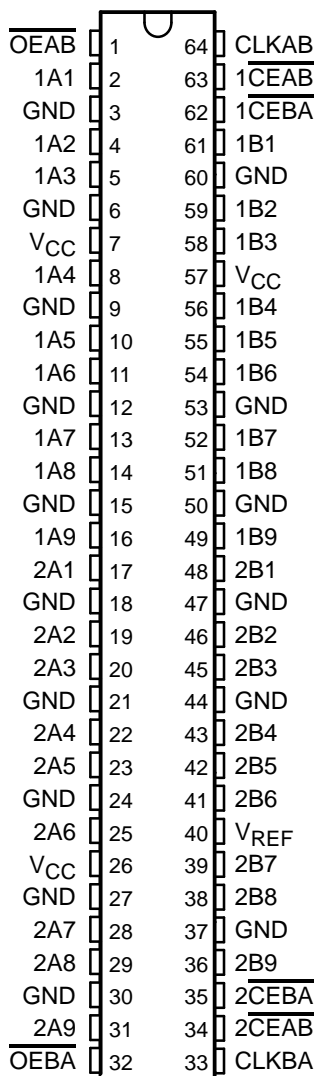 OEAB 1 64 CLKAB
1A1 2 63 1CEAB
GND 3 62 1CEBA
1A2 4 61 1B1
1A3 5 60 GND
GND 6 59 1B2
VCC 7 58 1B3
1A4 8 57 VCC
GND 9 56 1B4
1A5 10 55 1B5
1A6 11 54 1B6
GND 12 53 GND
1A7 13 52 1B7
1A8 14 51 1B8
GND 15 50 GND
1A9 16 49 1B9
2A1 17 48 2B1
GND 18 47 GND
2A2 19 46 2B2
2A3 20 45 2B3
GND 21 44 GND
2A4 22 43 2B4
2A5 23 42 2B5
GND 24 41 2B6
2A6 25 40 VREF
VCC 26 39 2B7
GND 27 38 2B8
2A7 28 37 GND
2A8 29 36 2B9
GND 30 35 2CEBA
2A9 31 34 2CEAB
OEBA 32 33 CLKBA